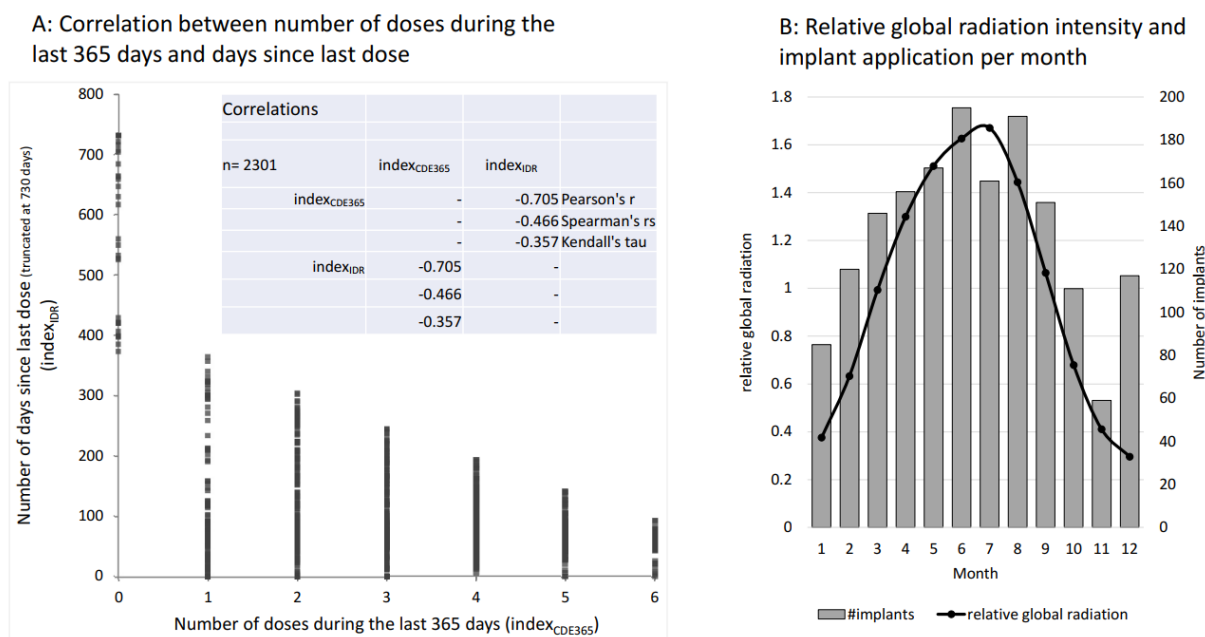 A: Correlation between number of doses during the
last 365 days and days since last dose
800
700
600
500
400
300
200
100
0
Number of days since last dose (truncated at 730 days)
(indexIDR)
Correlations
n= 2301 indexCDE365 indexIDR
indexCDE365 - -0.705 Pearson's r
- -0.466 Spearman's rs
- -0.357 Kendall's tau
indexIDR -0.705 -
-0.466 -
-0.357 -
0 1 2 3 4 5 6
Number of doses during the last 365 days (indexCDE365)
B: Relative global radiation intensity and
implant application per month
1.8
1.6
1.4
1.2
1
0.8
0.6
0.4
0.2
0
relative global radiation
200
180
160
140
120
100
80
60
40
20
0
Number of implants
1 2 3 4 5 6 7 8 9 10 11 12
Month
#implants relative global radiation